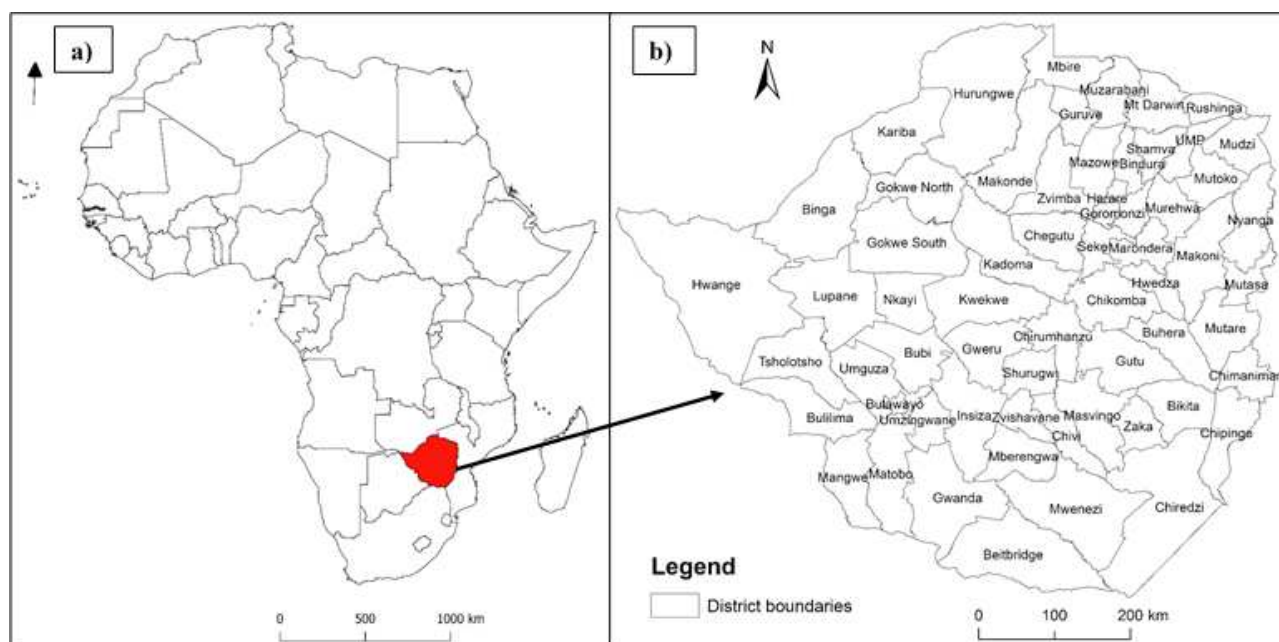 a)
0 500 1000 km
b)
N
Mbire
Hurungwe
Muzarabani
Mt Darwin
Rushinga
Guruve
Kariba
UMP
Mudzi
Shamva
Mazowe
Bindura
Mutoko
Makonde
Gokwe North
Zvimba
Harare
Goromonzi
Murehwa
Binga
Nyanga
Chegutu
Gokwe South
Seke
Marondera
Makoni
Kadoma
Hwange
Hwedza
Mutasa
Lupane
Nkayi
Kwekwe
Chikomba
Chirumhanzu
Buhera
Mutare
Gweru
Bubi
Tsholotsho
Umguza
Gutu
Shurugwi
Chimanimani
Bulawayo
Bikita
Bulilima
Umzingwane
Insiza
Zvishavane
Masvingo
Zaka
Chipinge
Chivi
Mberengwa
Mangwe
Matobo
Gwanda
Mwenezi
Chiredzi
Beitbridge
Legend
District boundaries
0 100 200 km